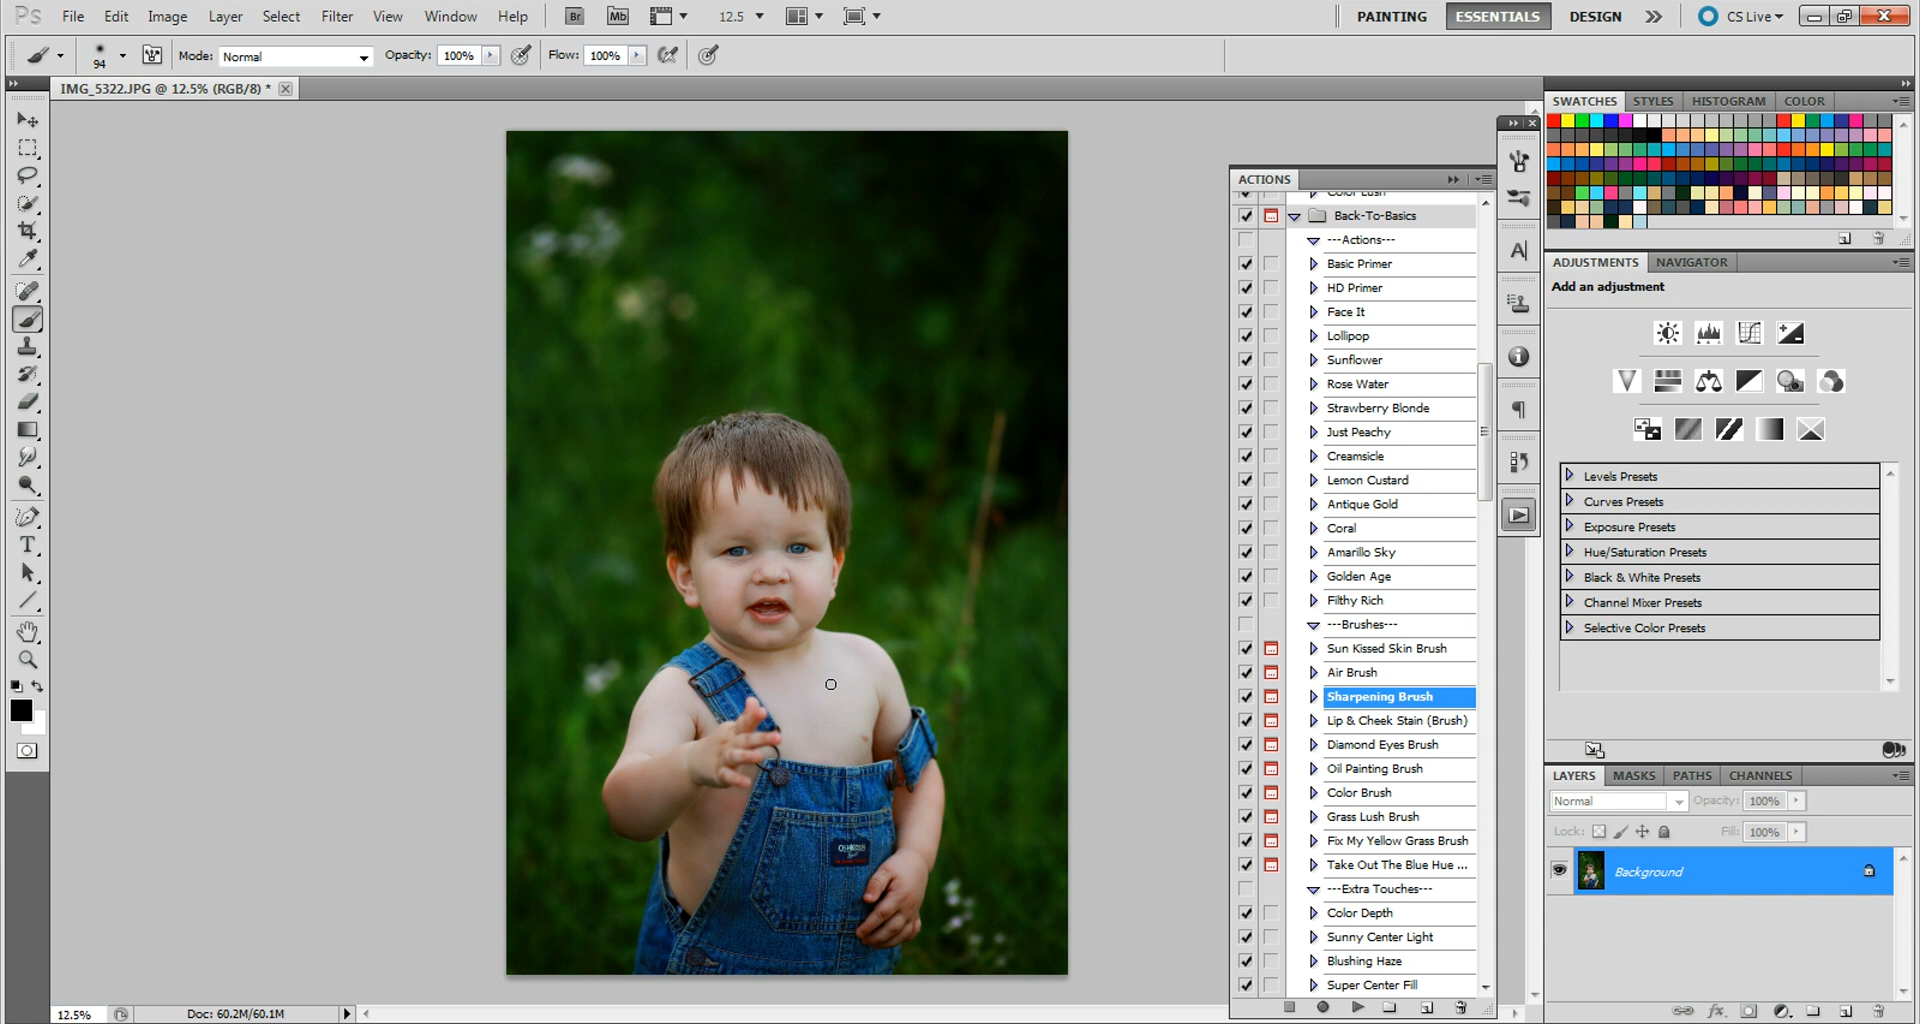 Ps File Edit Image Layer Select Filter View Window Help Br Mb 12.5 PAINTING ESSENTIALS DESIGN CS Live
94 Mode: Normal Opacity: 100% Flow: 100%
IMG_5322.JPG @ 12.5% (RGB/8) *
SWATCHES STYLES HISTOGRAM COLOR
ACTIONS
Color Lush
Back-To-Basics
---Actions---
Basic Primer
HD Primer
Face It
Lollipop
Sunflower
Rose Water
Strawberry Blonde
Just Peachy
Creamsicle
Lemon Custard
Antique Gold
Coral
Amarillo Sky
Golden Age
Filthy Rich
---Brushes---
Sun Kissed Skin Brush
Air Brush
Sharpening Brush
Lip & Cheek Stain (Brush)
Diamond Eyes Brush
Oil Painting Brush
Color Brush
Grass Lush Brush
Fix My Yellow Grass Brush
Take Out The Blue Hue ...
---Extra Touches---
Color Depth
Sunny Center Light
Blushing Haze
Super Center Fill
ADJUSTMENTS NAVIGATOR
Add an adjustment
Levels Presets
Curves Presets
Exposure Presets
Hue/Saturation Presets
Black & White Presets
Channel Mixer Presets
Selective Color Presets
LAYERS MASKS PATHS CHANNELS
Normal Opacity: 100%
Lock: Fill: 100%
Background
OSHKOSH
12.5% Doc: 60.2M/60.1M